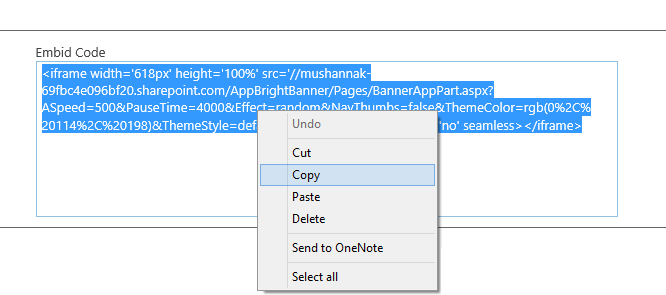 Embid Code
<iframe width='618px' height='100%' src='//mushannak-
69fbc4e096bf20.sharepoint.com/AppBrightBanner/Pages/BannerAppPart.aspx?
ASpeed=500&PauseTime=4000&Effect=random&NavThumbs=false&ThemeColor=rgb(0%2C%
20114%2C%20198)&ThemeStyle=def 'no' seamless></iframe>
Undo
Cut
Copy
Paste
Delete
Send to OneNote
Select all